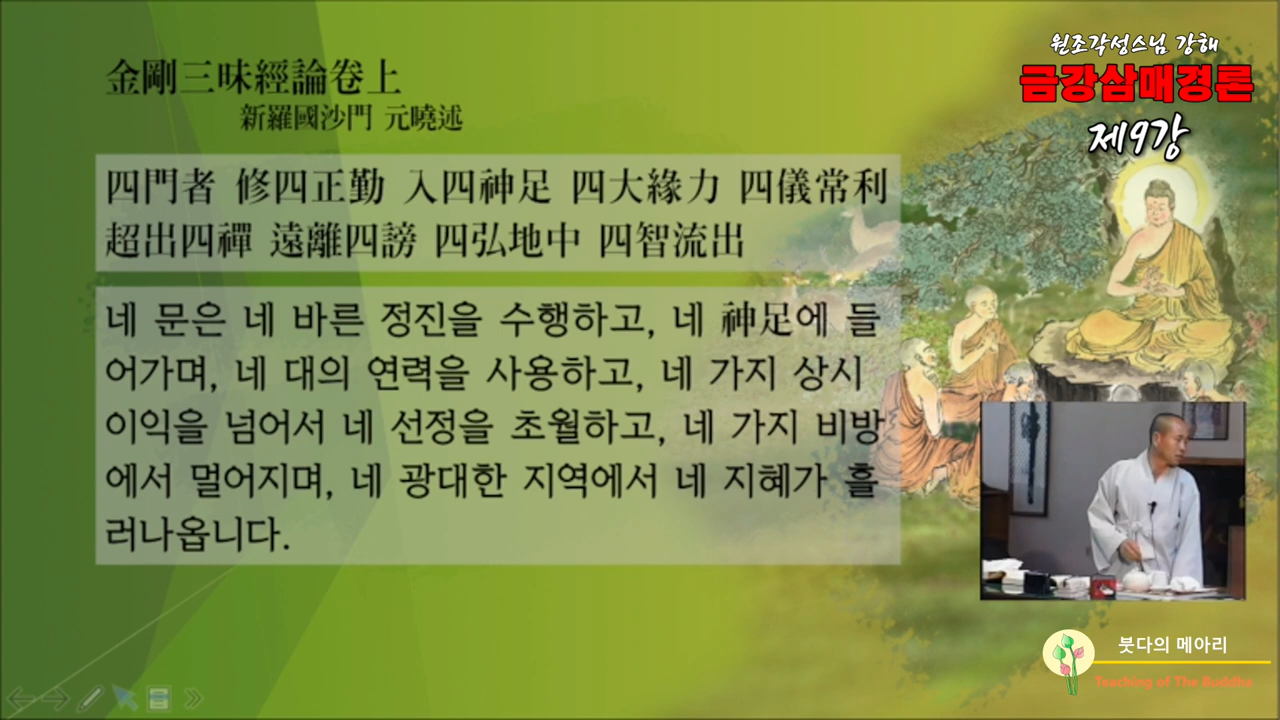 金剛三昧經論卷上
新羅國沙門 元曉述
四門者 修四正勤 入四神足 四大緣力 四儀常利
超出四禪 遠離四謗 四弘地中 四智流出
네 문은 네 바른 정진을 수행하고, 네 神足에 들
어가며, 네 대의 연력을 사용하고, 네 가지 상시
이익을 넘어서 네 선정을 초월하고, 네 가지 비방
에서 멀어지며, 네 광대한 지역에서 네 지혜가 흘
러나옵니다.
원조각성스님 강해
금강삼매경론
제9강
붓다의 메아리
Teaching of The Buddha